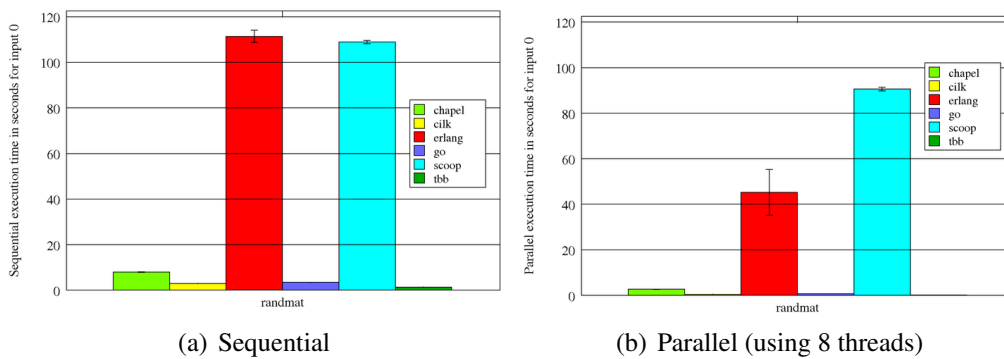 Sequential execution time in seconds for input 0
120
100
80
60
40
20
0
chapel
cilk
erlang
go
scoop
tbb
randmat
(a) Sequential
Parallel execution time in seconds for input 0
120
100
80
60
40
20
0
chapel
cilk
erlang
go
scoop
tbb
randmat
(b) Parallel (using 8 threads)